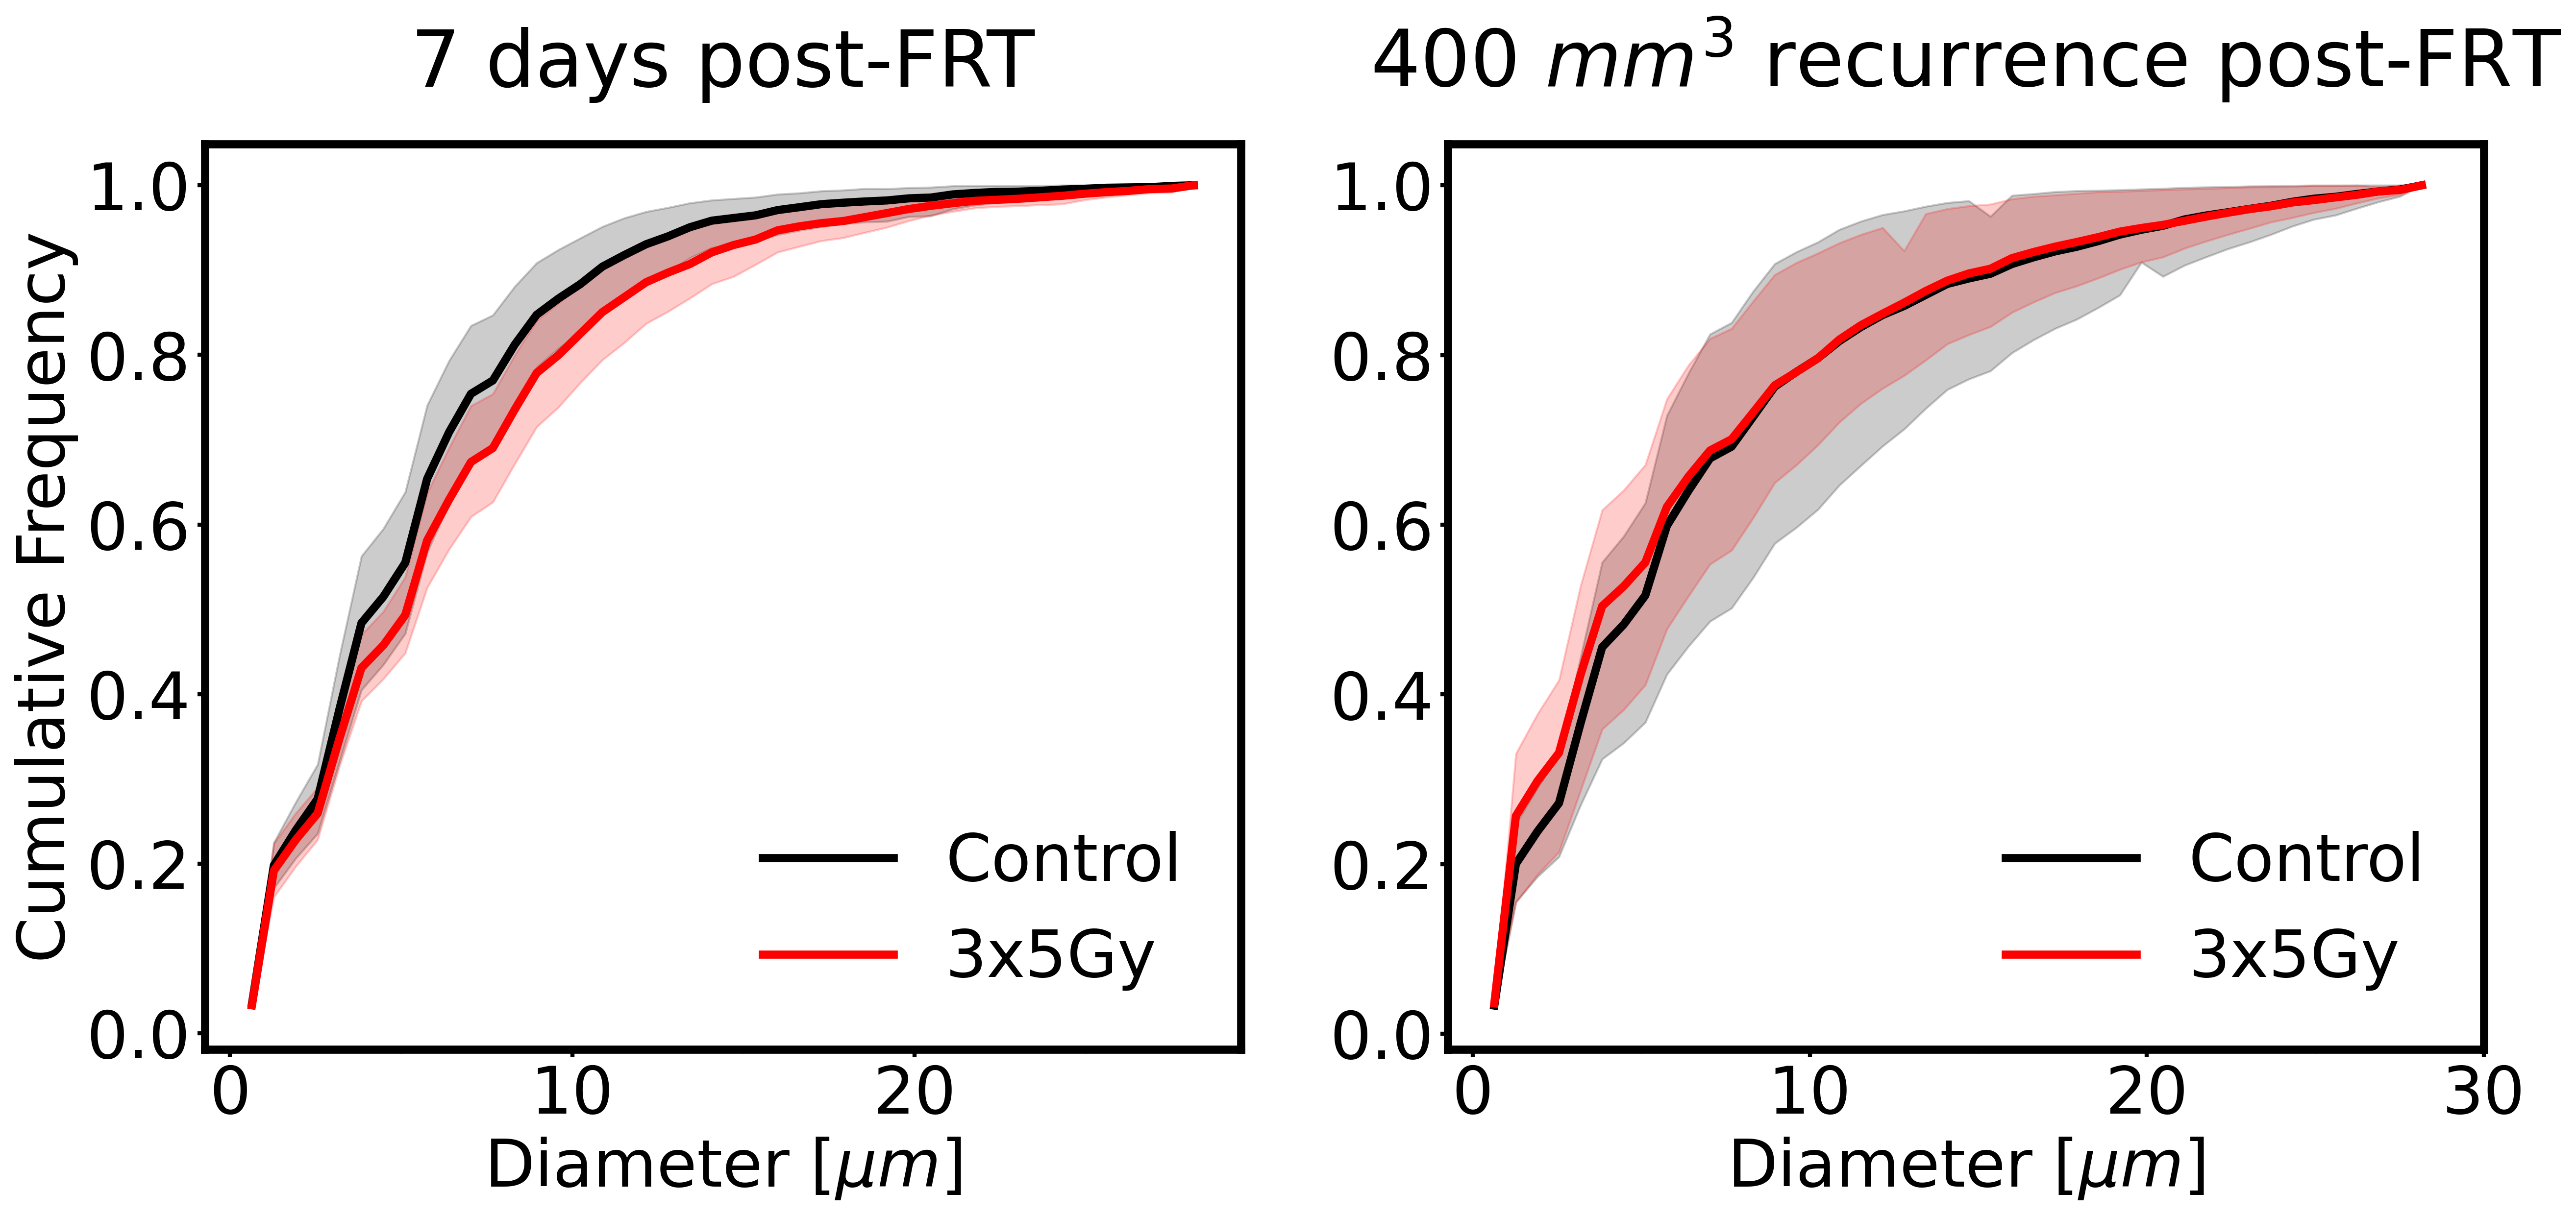 7 days post-FRT
400 mm³ recurrence post-FRT
Cumulative Frequency
1.0
0.8
0.6
0.4
0.2
0.0
0
10
20
Diameter [μm]
Control
3x5Gy
1.0
0.8
0.6
0.4
0.2
0.0
0
10
20
30
Diameter [μm]
Control
3x5Gy